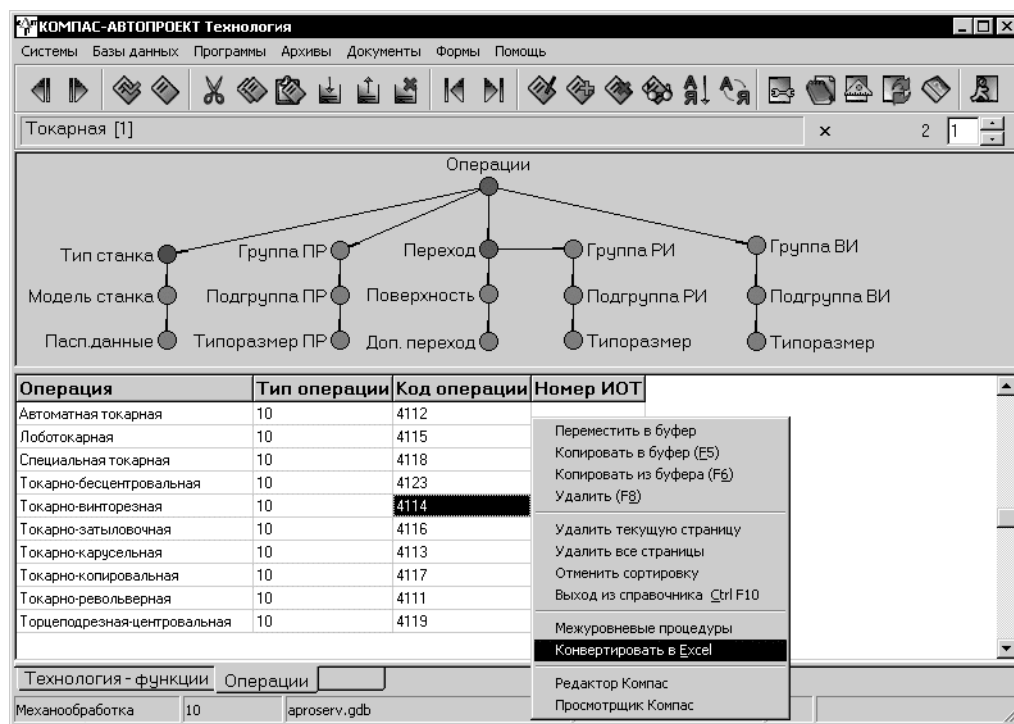 КОМПАС-АВТОПРОЕКТ Технология
Системы Базы данных Программы Архивы Документы Формы Помощь
Токарная [1] × 2 1
Операции
Тип станка Группа ПР Переход Группа РИ Группа ВИ
Модель станка Подгруппа ПР Поверхность Подгруппа РИ Подгруппа ВИ
Пасп.данные Типоразмер ПР Доп. переход Типоразмер Типоразмер
Операция Тип операции Код операции Номер ИОТ
Автоматная токарная 10 4112
Лоботокарная 10 4115
Специальная токарная 10 4118
Токарно-бесцентровальная 10 4123
Токарно-винторезная 10 4114
Токарно-затыловочная 10 4116
Токарно-карусельная 10 4113
Токарно-копировальная 10 4117
Токарно-револьверная 10 4111
Торцеподрезная-центровальная 10 4119
Переместить в буфер
Копировать в буфер (F5)
Копировать из буфера (F6)
Удалить (F8)
Удалить текущую страницу
Удалить все страницы
Отменить сортировку
Выход из справочника Ctrl F10
Межуровневые процедуры
Конвертировать в Excel
Редактор Компас
Просмотрщик Компас
Технология - функции Операции
Механообработка 10 aproserv.gdb